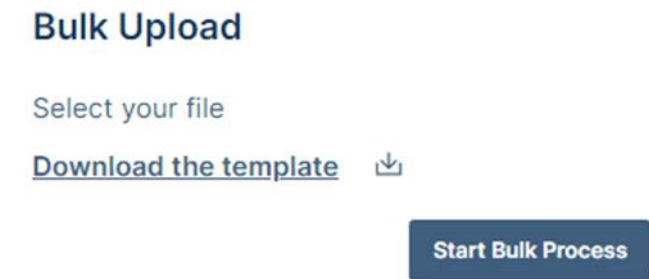 Bulk Upload
Select your file
Download the template
Start Bulk Process